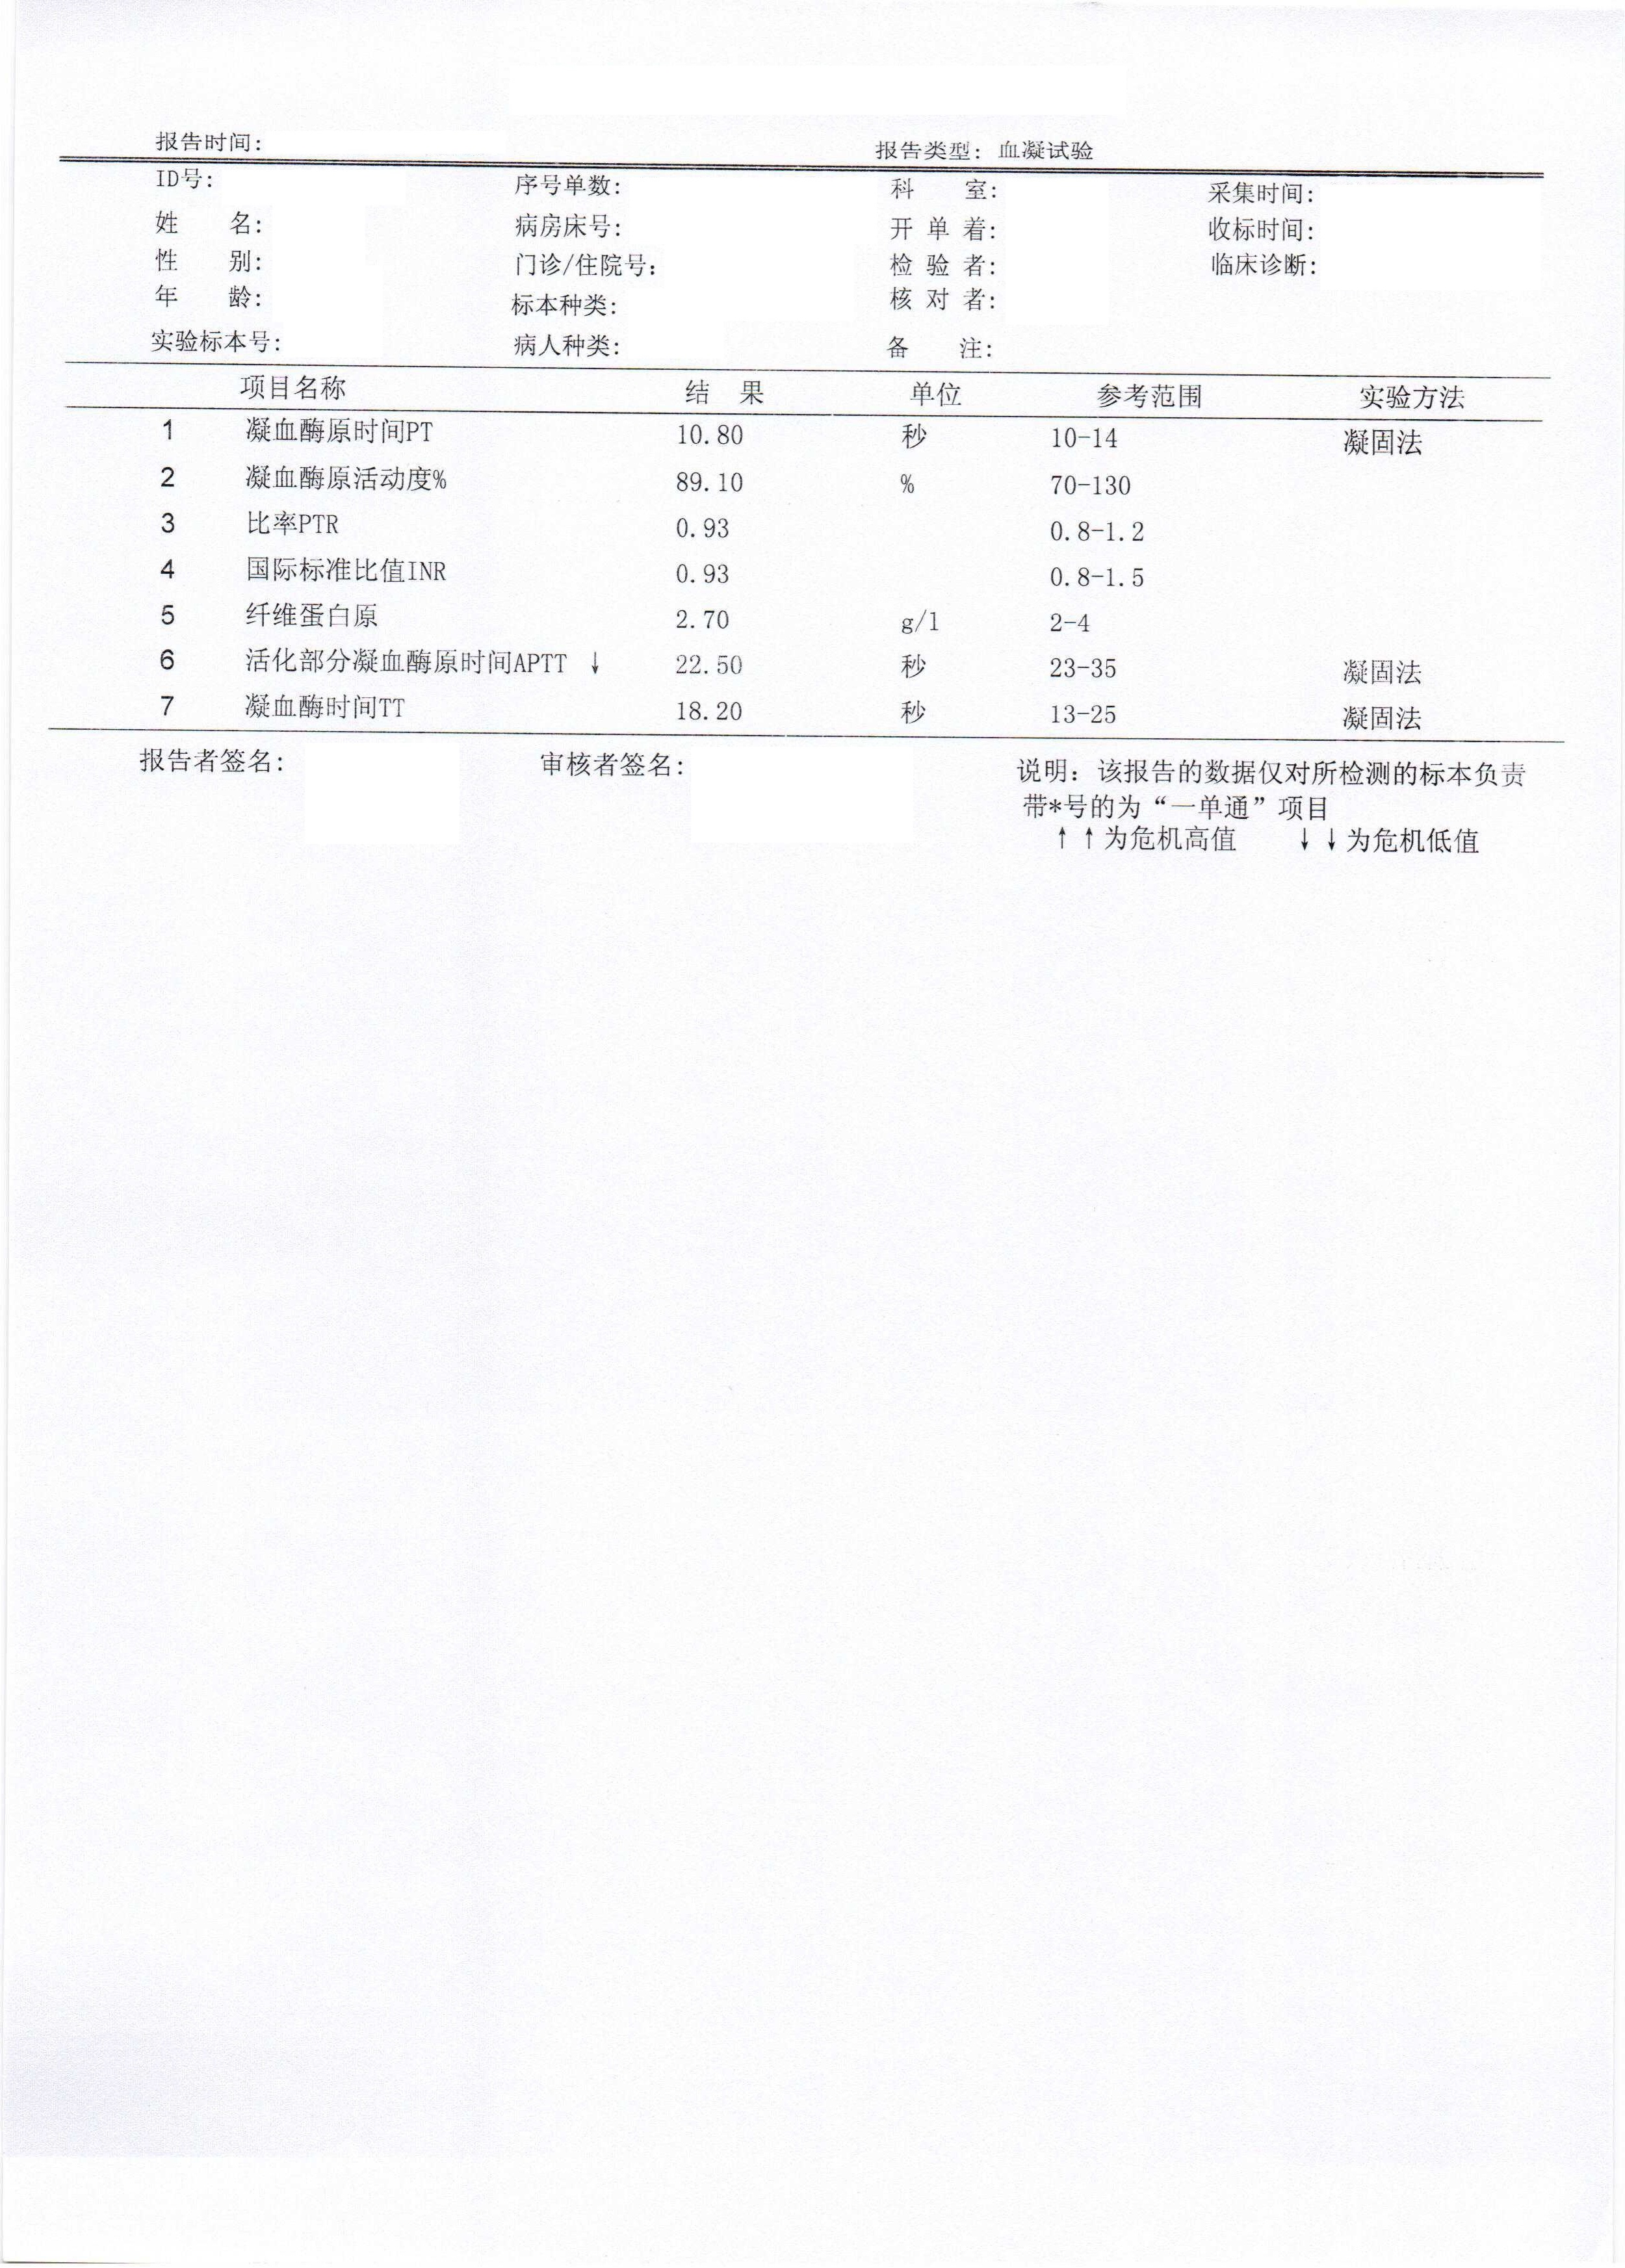 报告时间: 报告类型: 血凝试验
ID号: 序号单数: 科 室: 采集时间:
姓 名: 病房床号: 开 单 着: 收标时间:
性 别: 门诊/住院号: 检 验 者: 临床诊断:
年 龄: 标本种类: 核 对 者:
实验标本号: 病人种类: 备 注:
项目名称 结 果 单位 参考范围 实验方法
1 凝血酶原时间PT 10.80 秒 10-14 凝固法
2 凝血酶原活动度% 89.10 % 70-130
3 比率PTR 0.93 0.8-1.2
4 国际标准比值INR 0.93 0.8-1.5
5 纤维蛋白原 2.70 g/l 2-4
6 活化部分凝血酶原时间APTT ↓ 22.50 秒 23-35 凝固法
7 凝血酶时间TT 18.20 秒 13-25 凝固法
报告者签名: 审核者签名: 说明: 该报告的数据仅对所检测的标本负责
带*号的为“一单通”项目
↑↑为危机高值 ↓↓为危机低值